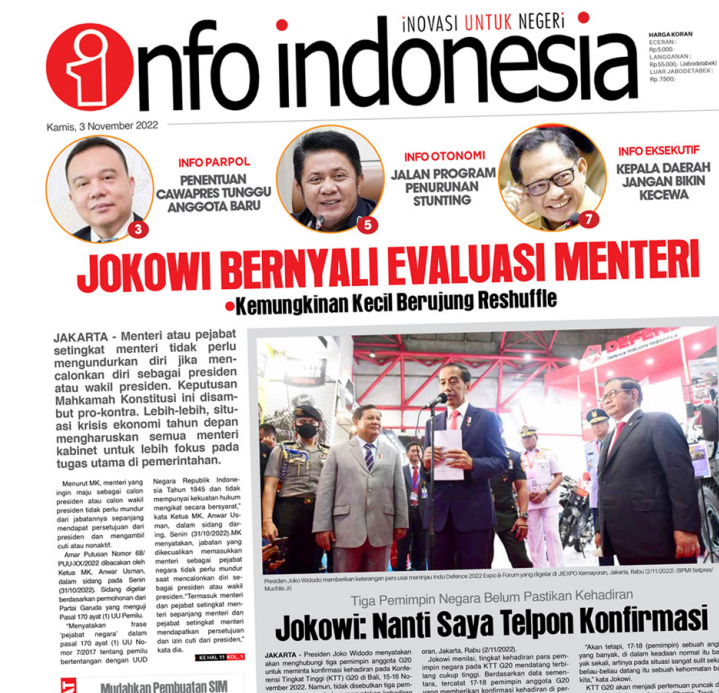 iNOVASI UNTUK NEGERi
info indonesia
HARGA KORAN
ECERAN:
Rp 5.000,-
LANGGANAN:
Rp 55.000,- (Jabodetabek)
LUAR JABODETABEK:
Rp. 7500,-
Kamis, 3 November 2022
INFO PARPOL
PENENTUAN
CAWAPRES TUNGGU
ANGGOTA BARU
3
INFO OTONOMI
JALAN PROGRAM
PENURUNAN
STUNTING
5
INFO EKSEKUTIF
KEPALA DAERAH
JANGAN BIKIN
KECEWA
7
JOKOWI BERNYALI EVALUASI MENTERI
•Kemungkinan Kecil Berujung Reshuffle
JAKARTA - Menteri atau pejabat
setingkat menteri tidak perlu
mengundurkan diri jika men-
calonkan diri sebagai presiden
atau wakil presiden. Keputusan
Mahkamah Konstitusi ini disam-
but pro-kontra. Lebih-lebih, situ-
asi krisis ekonomi tahun depan
mengharuskan semua menteri
kabinet untuk lebih fokus pada
tugas utama di pemerintahan.
Menurut MK, menteri yang
ingin maju sebagai calon
presiden atau calon wakil
presiden tidak perlu mundur
dari jabatannya sepanjang
mendapat persetujuan dari
presiden dan mengambil
cuti atau nonaktif.
Amar Putusan Nomor 68/
PUU-XX/2022 dibacakan oleh
Ketua MK, Anwar Usman,
dalam sidang pada Senin
(31/10/2022). Sidang digelar
berdasarkan permohonan dari
Partai Garuda yang menguji
Pasal 170 ayat (1) UU Pemilu.
"Menyatakan frase
'pejabat negara' dalam
pasal 170 ayat (1) UU No-
mor 7/2017 tentang pemilu
bertentangan dengan UUD
Negara Republik Indone-
sia Tahun 1945 dan tidak
mempunyai kekuatan hukum
mengikat secara bersyarat,"
kata Ketua MK, Anwar Us-
man, dalam sidang dar-
ing, Senin (31/10/2022).MK
menyatakan, jabatan yang
dikecualikan memasukkan
menteri sebagai pejabat
negara tidak perlu mundur
saat mencalonkan diri se-
bagai presiden atau wakil
presiden."Termasuk menteri
dan pejabat setingkat men-
teri sepanjang menteri dan
pejabat setingkat menteri
mendapatkan persetujuan
dan izin cuti dari presiden,"
kata dia.
KE HAL 11 KOL. 1
DEFEND
Presiden Joko Widodo memberikan keterangan pers usai meninjau Indo Defence 2022 Expo & Forum yang digelar di JIEXPO Kemayoran, Jakarta, Rabu (2/11/2022). (BPMI Setpres/
Muchlis Jr)
Tiga Pemimpin Negara Belum Pastikan Kehadiran
Jokowi: Nanti Saya Telpon Konfirmasi
JAKARTA - Presiden Joko Widodo menyatakan
akan menghubungi tiga pemimpin anggota G20
untuk meminta konfirmasi kehadiran pada Konfe-
rensi Tingkat Tinggi (KTT) G20 di Bali, 15-16 No-
vember 2022. Namun, tidak disebutkan tiga pem-
oran, Jakarta, Rabu (2/11/2022).
Jokowi menilai, tingkat kehadiran para pem-
impin negara pada KTT G20 mendatang terbi-
lang cukup tinggi. Berdasarkan data semen-
tara, tercatat 17-18 pemimpin anggota G20
yang memberikan komfirmasi kehadiran di per-
"Akan tetapi, 17-18 (pemimpin) sebuah ang
yang banyak, di dalam keadaan normal itu ba
yak sekali, artinya pada situasi sangat sulit seka
beliau-beliau datang itu sebuah kehormatan b
kita," kata Jokowi.
KTT G20 akan menjadi pertemuan puncak d
Mudahkan Pembuatan SIM